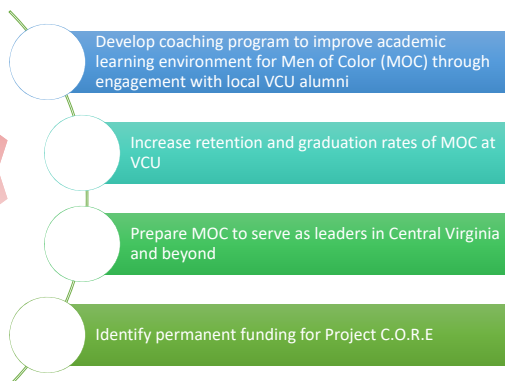 Develop coaching program to improve academic
learning environment for Men of Color (MOC) through
engagement with local VCU alumni
Increase retention and graduation rates of MOC at
VCU
Prepare MOC to serve as leaders in Central Virginia
and beyond
Identify permanent funding for Project C.O.R.E